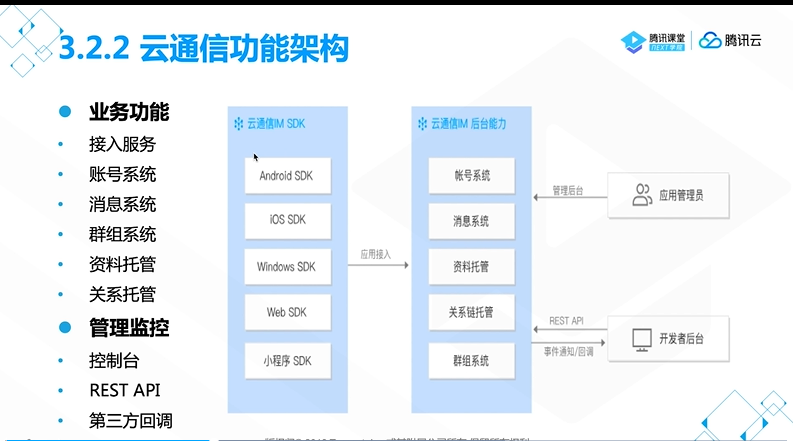 3.2.2 云通信功能架构
腾讯课堂
NEXT学院
腾讯云
业务功能
接入服务
账号系统
消息系统
群组系统
资料托管
关系托管
管理监控
控制台
REST API
第三方回调
云通信IM SDK
Android SDK
iOS SDK
Windows SDK
Web SDK
小程序 SDK
应用接入
云通信IM 后台能力
帐号系统
消息系统
资料托管
关系链托管
群组系统
管理后台
应用管理员
REST API
事件通知/回调
开发者后台